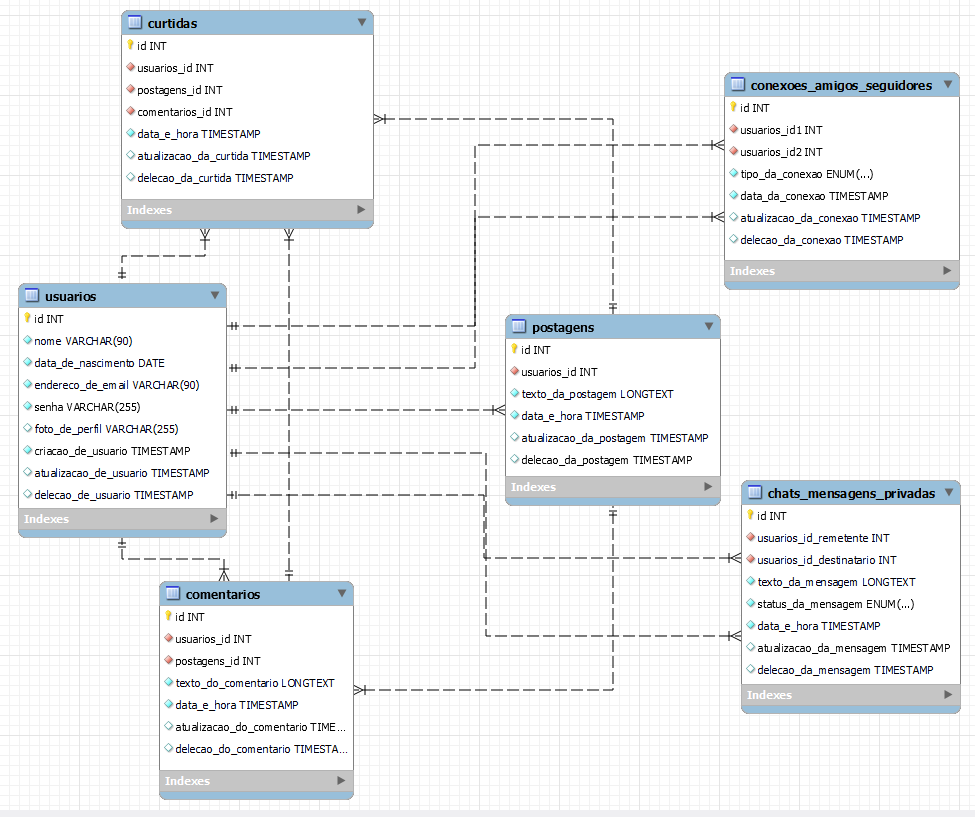 curtidas
id INT
usuarios_id INT
postagens_id INT
comentarios_id INT
data_e_hora TIMESTAMP
atualizacao_da_curtida TIMESTAMP
delecao_da_curtida TIMESTAMP
Indexes
conexoes_amigos_seguidores
id INT
usuarios_id1 INT
usuarios_id2 INT
tipo_da_conexao ENUM(...)
data_da_conexao TIMESTAMP
atualizacao_da_conexao TIMESTAMP
delecao_da_conexao TIMESTAMP
Indexes
usuarios
id INT
nome VARCHAR(90)
data_de_nascimento DATE
endereco_de_email VARCHAR(90)
senha VARCHAR(255)
foto_de_perfil VARCHAR(255)
criacao_de_usuario TIMESTAMP
atualizacao_de_usuario TIMESTAMP
delecao_de_usuario TIMESTAMP
Indexes
postagens
id INT
usuarios_id INT
texto_da_postagem LONGTEXT
data_e_hora TIMESTAMP
atualizacao_da_postagem TIMESTAMP
delecao_da_postagem TIMESTAMP
Indexes
chats_mensagens_privadas
id INT
usuarios_id_remetente INT
usuarios_id_destinatario INT
texto_da_mensagem LONGTEXT
status_da_mensagem ENUM(...)
data_e_hora TIMESTAMP
atualizacao_da_mensagem TIMESTAMP
delecao_da_mensagem TIMESTAMP
Indexes
comentarios
id INT
usuarios_id INT
postagens_id INT
texto_do_comentario LONGTEXT
data_e_hora TIMESTAMP
atualizacao_do_comentario TIME...
delecao_do_comentario TIMESTA...
Indexes